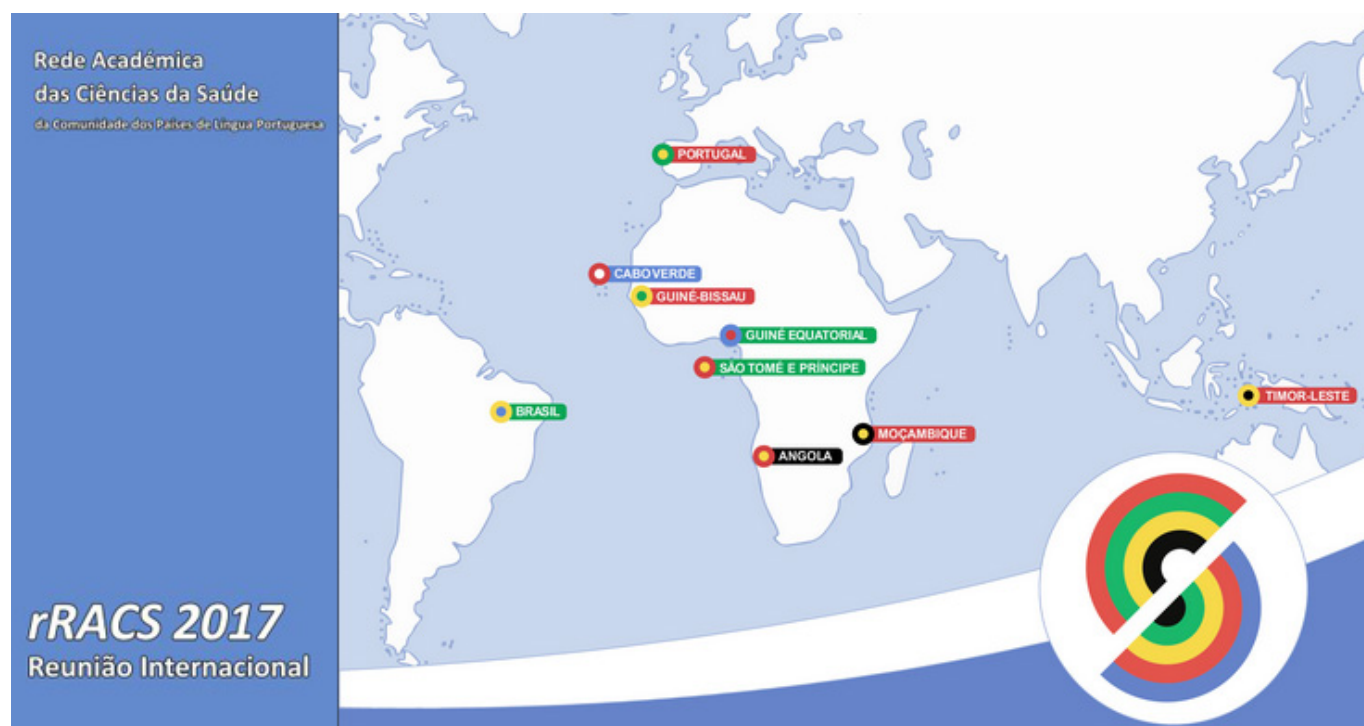 Rede Académica
das Ciências da Saúde
da Comunidade dos Países de Língua Portuguesa
PORTUGAL
CABO VERDE
GUINÉ-BISSAU
GUINÉ EQUATORIAL
SÃO TOMÉ E PRÍNCIPE
TIMOR-LESTE
BRASIL
MOÇAMBIQUE
ANGOLA
rRACS 2017
Reunião Internacional